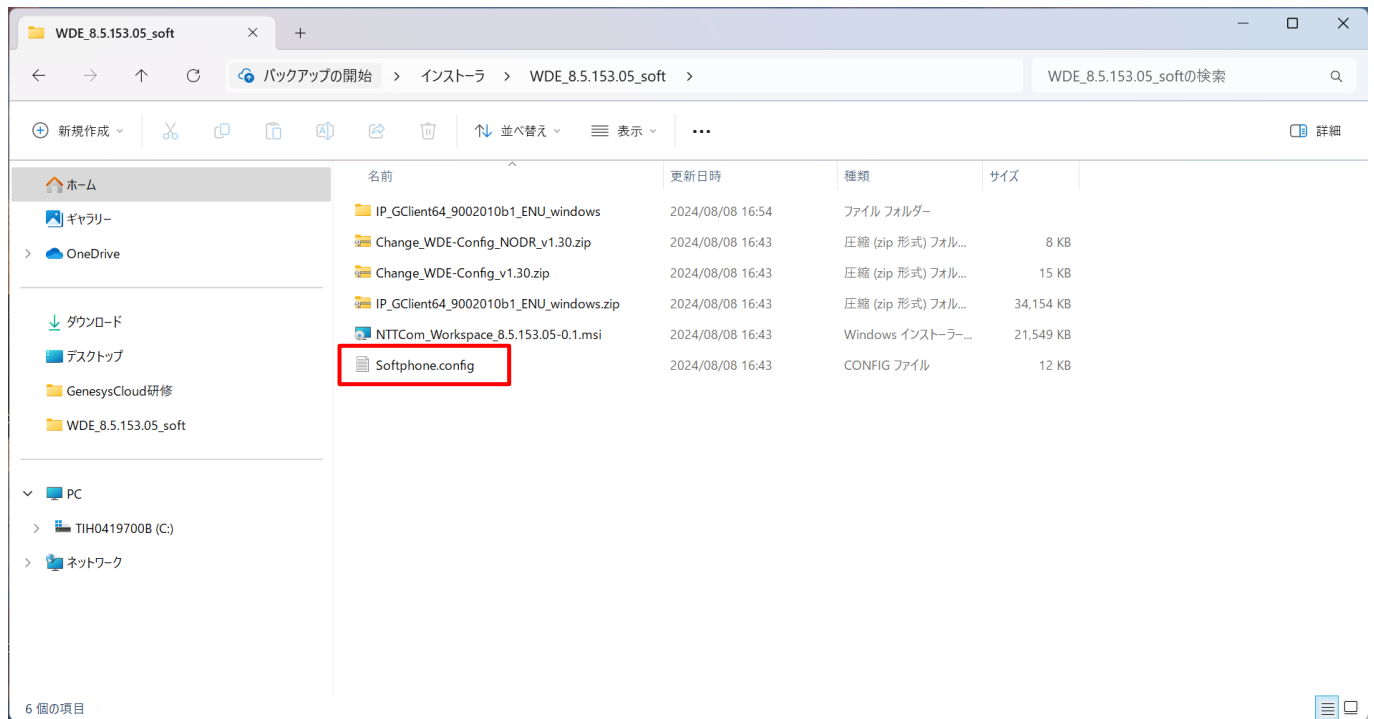 WDE_8.5.153.05_soft
バックアップの開始 > インストーラ > WDE_8.5.153.05_soft >
WDE_8.5.153.05_softの検索
新規作成
並べ替え
表示
詳細
名前 更新日時 種類 サイズ
ホーム
ギャラリー
OneDrive
ダウンロード
デスクトップ
GenesysCloud研修
WDE_8.5.153.05_soft
PC
TIH0419700B (C:)
ネットワーク
IP_GClient64_9002010b1_ENU_windows 2024/08/08 16:54 ファイル フォルダー
Change_WDE-Config_NODR_v1.30.zip 2024/08/08 16:43 圧縮 (zip 形式) フォル... 8 KB
Change_WDE-Config_v1.30.zip 2024/08/08 16:43 圧縮 (zip 形式) フォル... 15 KB
IP_GClient64_9002010b1_ENU_windows.zip 2024/08/08 16:43 圧縮 (zip 形式) フォル... 34,154 KB
NTTCom_Workspace_8.5.153.05-0.1.msi 2024/08/08 16:43 Windows インストーラー... 21,549 KB
Softphone.config 2024/08/08 16:43 CONFIG ファイル 12 KB
6 個の項目